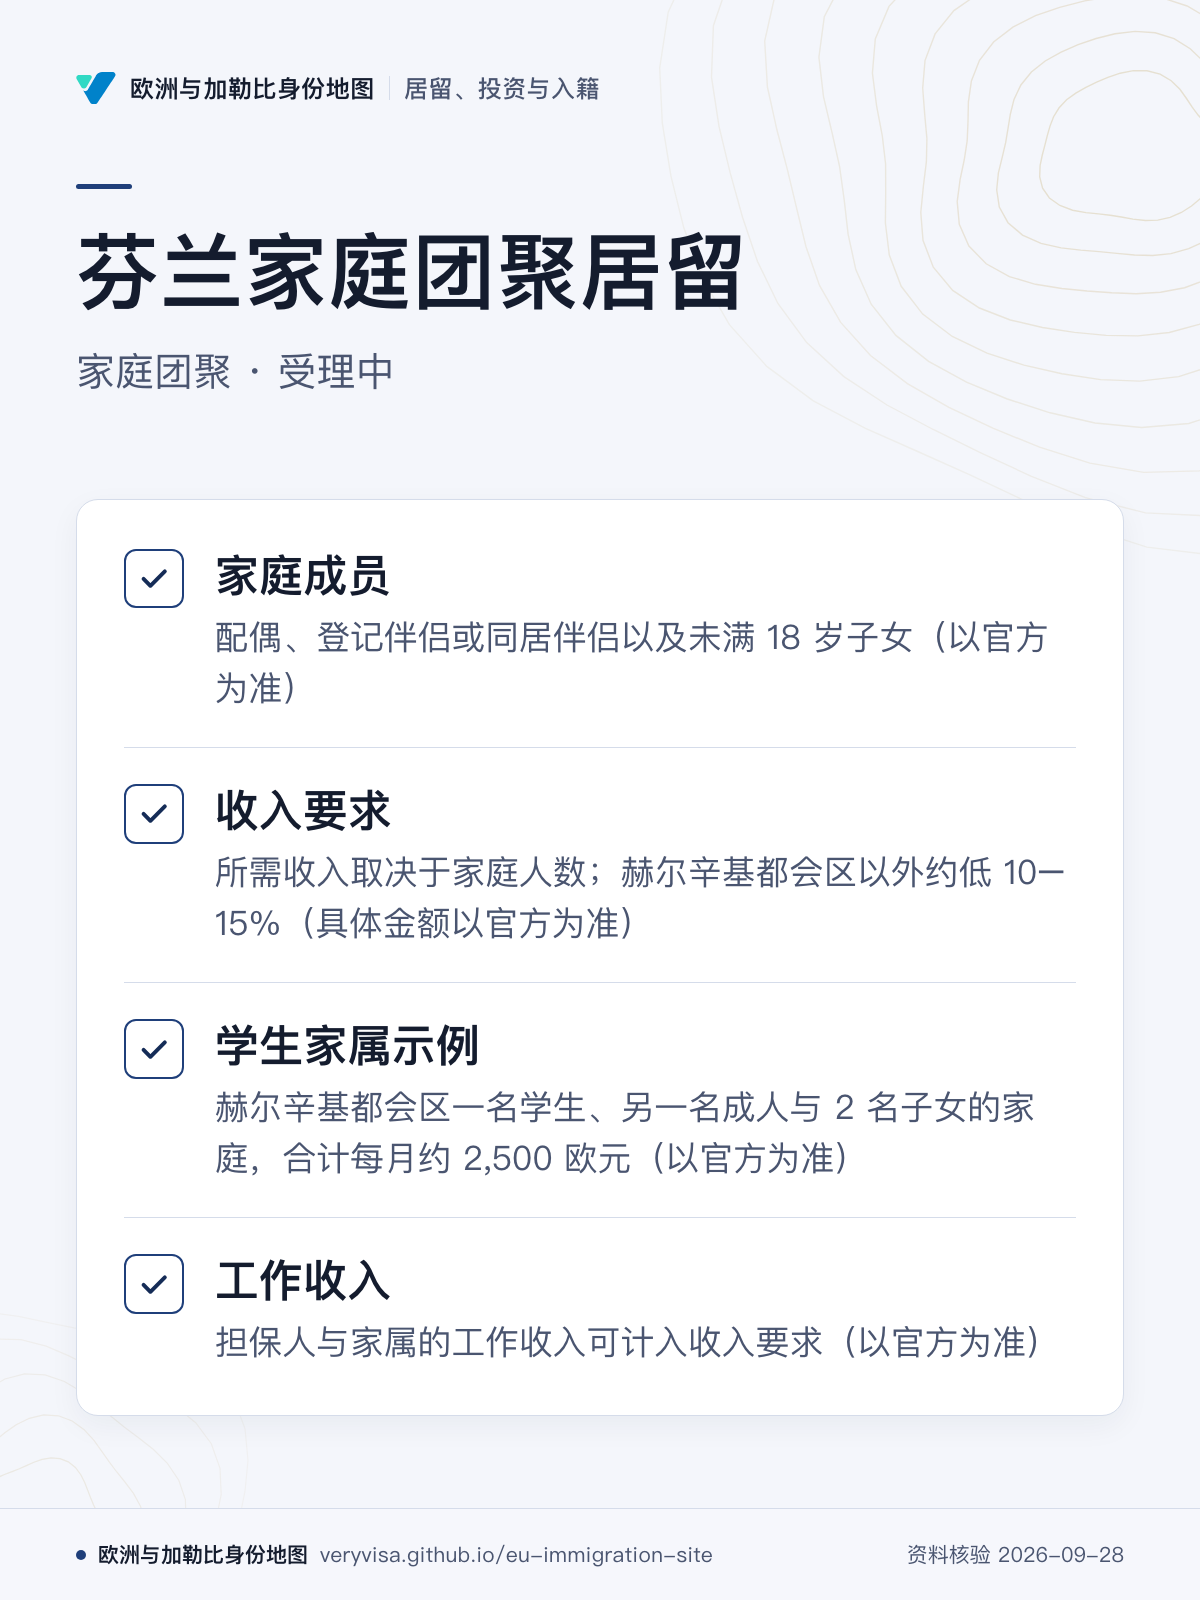 欧洲与加勒比身份地图 居留、投资与入籍
芬兰家庭团聚居留
家庭团聚 · 受理中
家庭成员
配偶、登记伴侣或同居伴侣以及未满 18 岁子女（以官方
为准）
收入要求
所需收入取决于家庭人数；赫尔辛基都会区以外约低 10–
15%（具体金额以官方为准）
学生家属示例
赫尔辛基都会区一名学生、另一名成人与 2 名子女的家
庭，合计每月约 2,500 欧元（以官方为准）
工作收入
担保人与家属的工作收入可计入收入要求（以官方为准）
欧洲与加勒比身份地图 veryvisa.github.io/eu-immigration-site 资料核验 2026-09-28